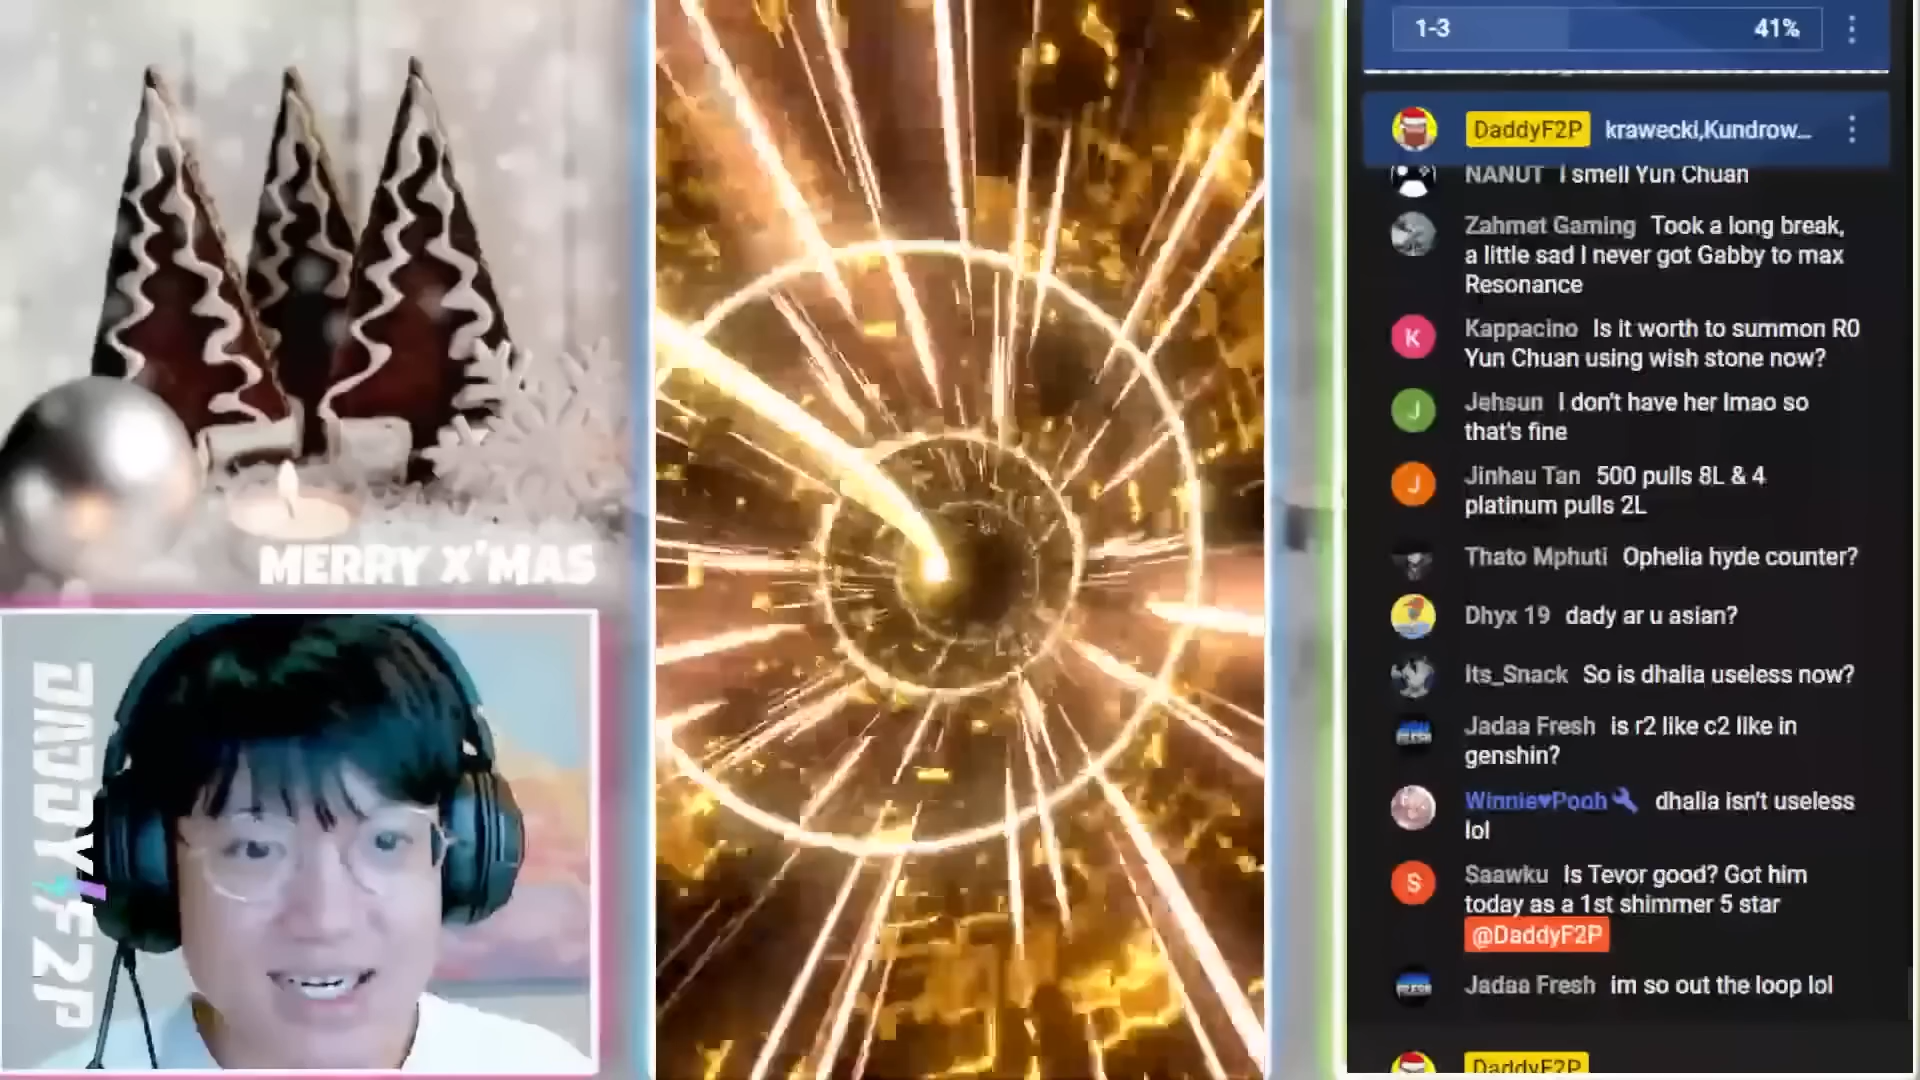 MERRY X'MAS
DADDYF2P
1-3 41%
DaddyF2P krawecki,Kundrow...
NANUT I smell Yun Chuan
Zahmet Gaming Took a long break,
a little sad I never got Gabby to max
Resonance
K
Kappacino Is it worth to summon R0
Yun Chuan using wish stone now?
J
Jehsun I don't have her lmao so
that's fine
J
Jinhau Tan 500 pulls 8L & 4
platinum pulls 2L
Thato Mphuti Ophelia hyde counter?
Dhyx 19 dady ar u asian?
Its_Snack So is dhalia useless now?
Jadaa Fresh is r2 like c2 like in
genshin?
Winnie♥Pooh dhalia isn't useless
lol
S
Saawku Is Tevor good? Got him
today as a 1st shimmer 5 star
@DaddyF2P
Jadaa Fresh im so out the loop lol
DaddyF2P